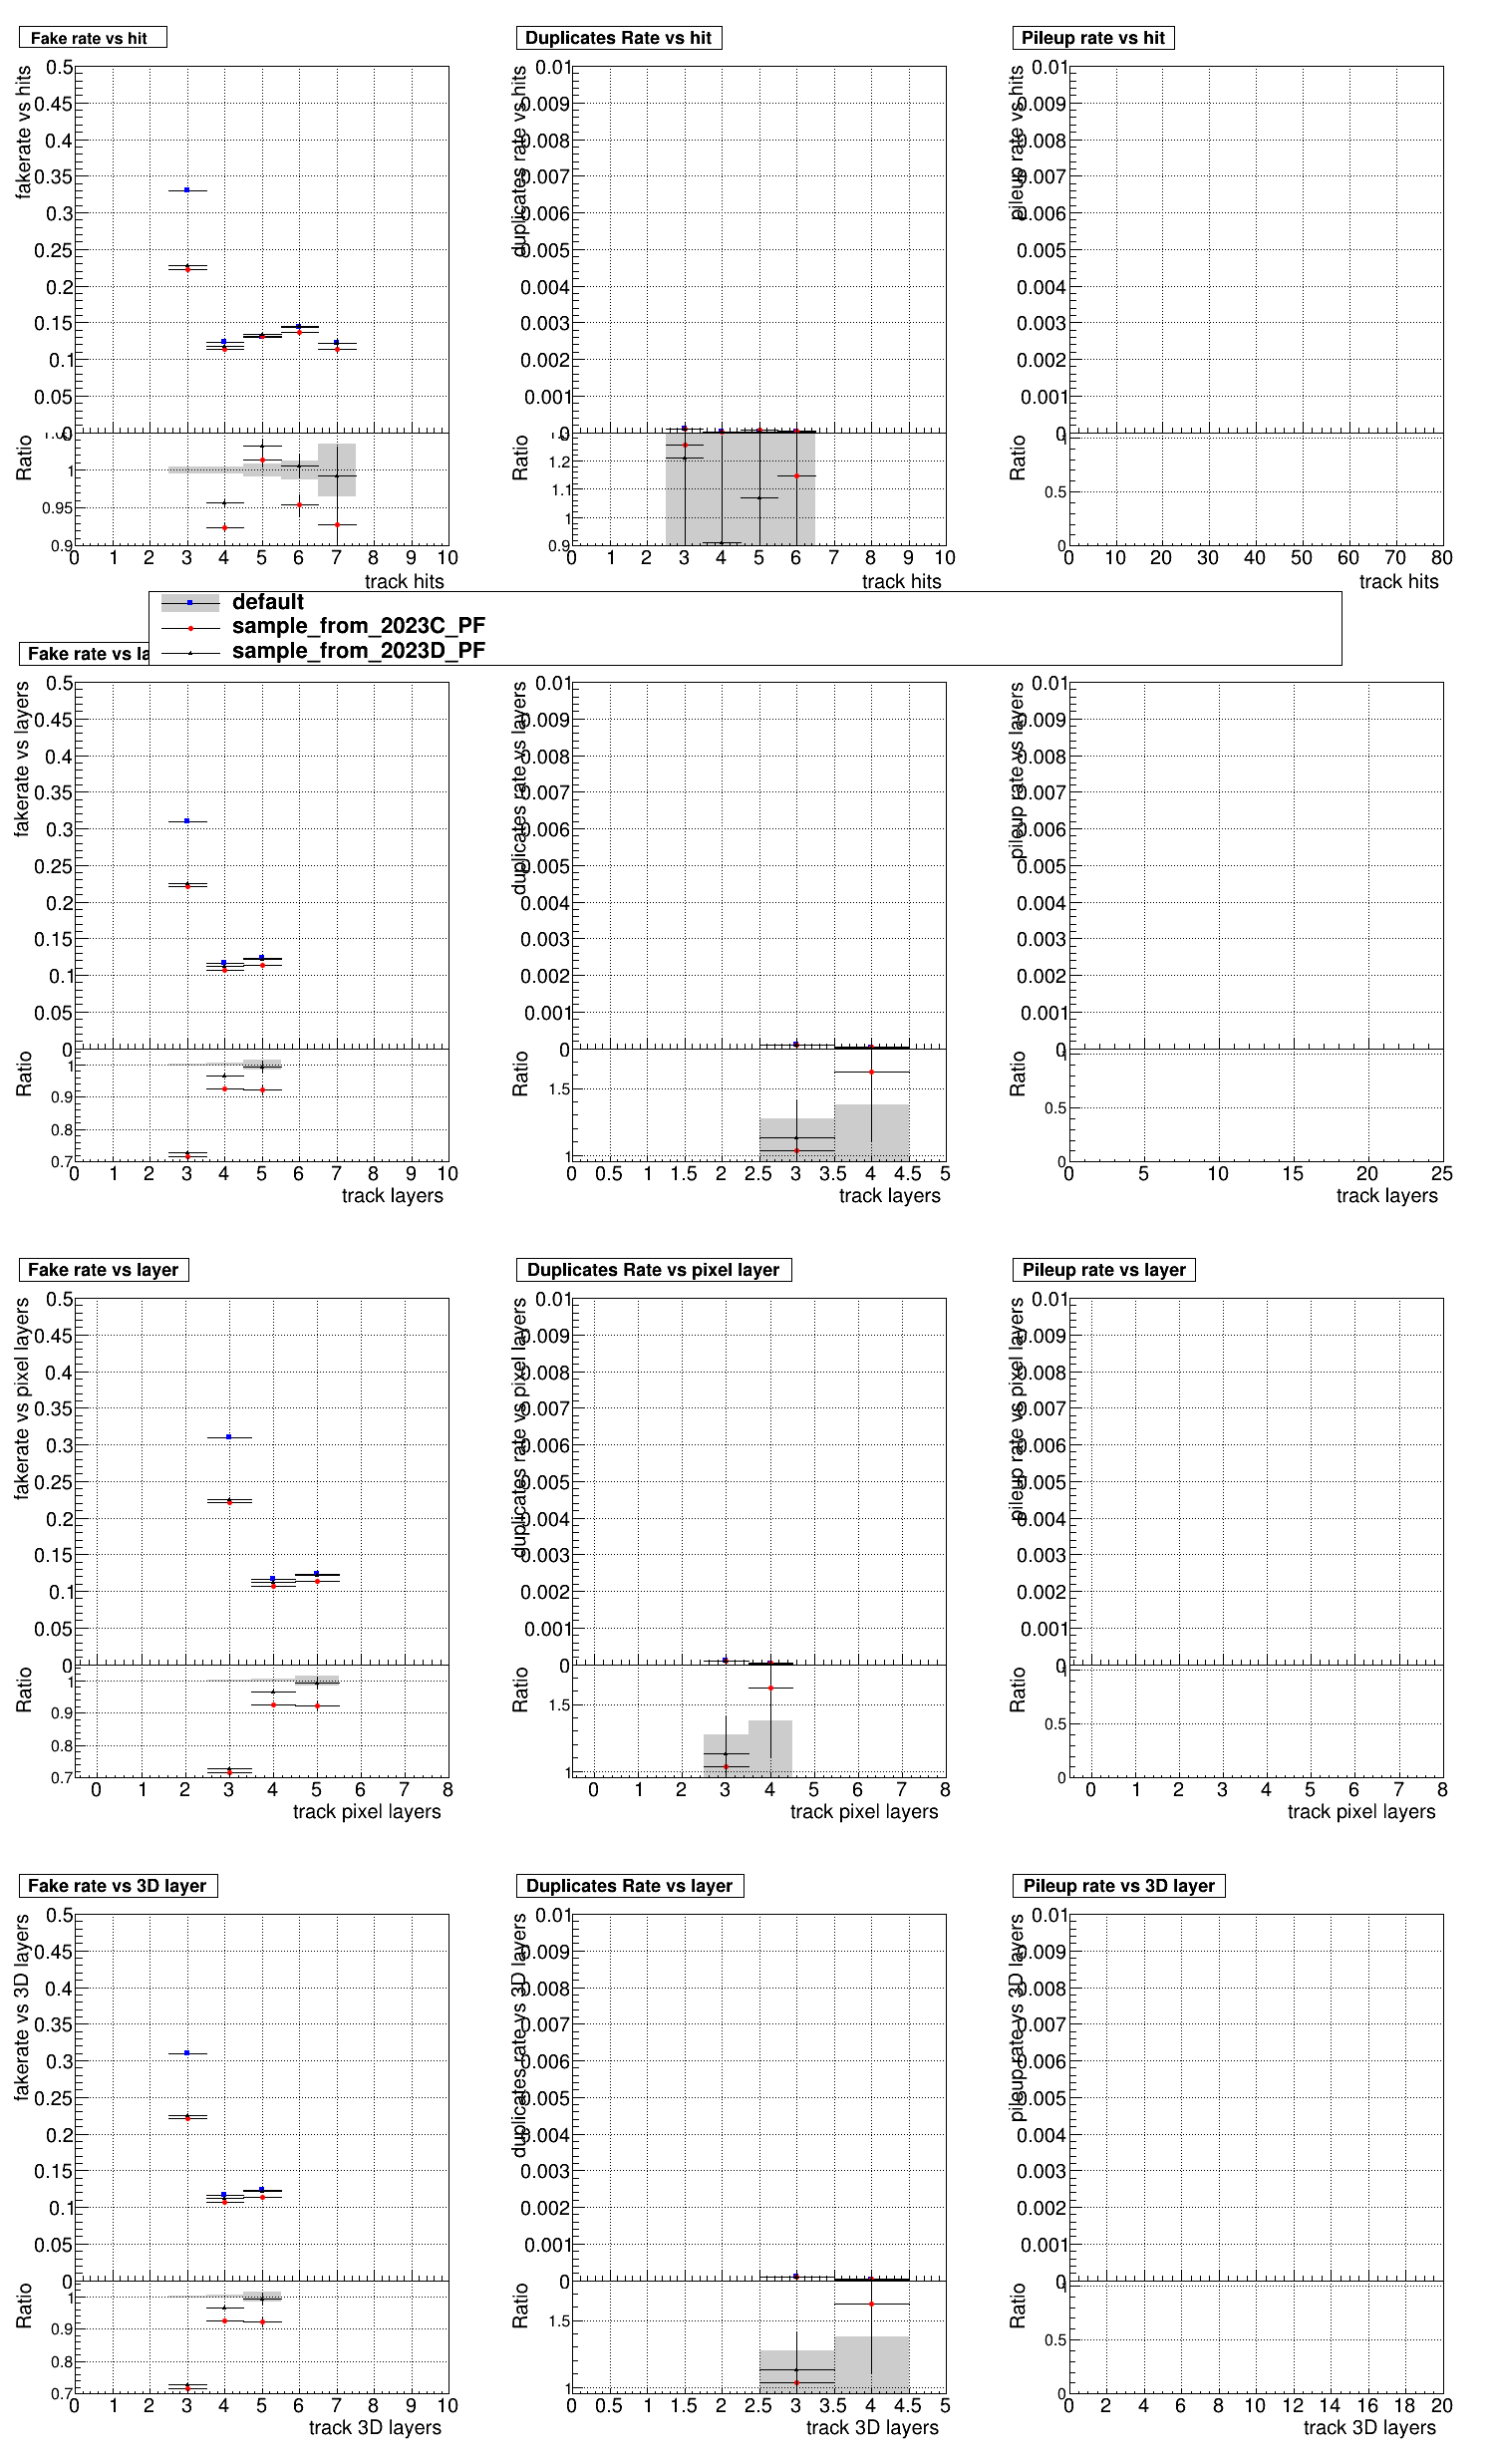 Fake rate vs hit
Duplicates Rate vs hit
Pileup rate vs hit
fakerate vs hits
0.5
0.45
0.4
0.35
0.3
0.25
0.2
0.15
0.1
0.05
0
Ratio
1
0.95
0.9
0 1 2 3 4 5 6 7 8 9 10
track hits
duplicates rate vs hits
0.01
0.009
0.008
0.007
0.006
0.005
0.004
0.003
0.002
0.001
Ratio
1.2
1.1
1
0.9
0 1 2 3 4 5 6 7 8 9 10
track hits
pileup rate vs hits
0.01
0.009
0.008
0.007
0.006
0.005
0.004
0.003
0.002
0.001
0
Ratio
1
0.5
0
0 10 20 30 40 50 60 70 80
track hits
default
sample_from_2023C_PF
sample_from_2023D_PF
Fake rate vs la
fakerate vs layers
0.5
0.45
0.4
0.35
0.3
0.25
0.2
0.15
0.1
0.05
0
Ratio
1
0.9
0.8
0.7
0 1 2 3 4 5 6 7 8 9 10
track layers
duplicates rate vs layers
0.01
0.009
0.008
0.007
0.006
0.005
0.004
0.003
0.002
0.001
0
Ratio
1.5
1
0 0.5 1 1.5 2 2.5 3 3.5 4 4.5 5
track layers
pileup rate vs layers
0.01
0.009
0.008
0.007
0.006
0.005
0.004
0.003
0.002
0.001
0
Ratio
1
0.5
0
0 5 10 15 20 25
track layers
Fake rate vs layer
Duplicates Rate vs pixel layer
Pileup rate vs layer
fakerate vs pixel layers
0.5
0.45
0.4
0.35
0.3
0.25
0.2
0.15
0.1
0.05
0
Ratio
1
0.9
0.8
0.7
0 1 2 3 4 5 6 7 8
track pixel layers
duplicates rate vs pixel layers
0.01
0.009
0.008
0.007
0.006
0.005
0.004
0.003
0.002
0.001
0
Ratio
1.5
1
0 1 2 3 4 5 6 7 8
track pixel layers
pileup rate vs pixel layers
0.01
0.009
0.008
0.007
0.006
0.005
0.004
0.003
0.002
0.001
0
Ratio
1
0.5
0
0 1 2 3 4 5 6 7 8
track pixel layers
Fake rate vs 3D layer
Duplicates Rate vs layer
Pileup rate vs 3D layer
fakerate vs 3D layers
0.5
0.45
0.4
0.35
0.3
0.25
0.2
0.15
0.1
0.05
0
Ratio
1
0.9
0.8
0.7
0 1 2 3 4 5 6 7 8 9 10
track 3D layers
duplicates rate vs 3D layers
0.01
0.009
0.008
0.007
0.006
0.005
0.004
0.003
0.002
0.001
0
Ratio
1.5
1
0 0.5 1 1.5 2 2.5 3 3.5 4 4.5 5
track 3D layers
pileup rate vs 3D layers
0.01
0.009
0.008
0.007
0.006
0.005
0.004
0.003
0.002
0.001
0
Ratio
1
0.5
0
0 2 4 6 8 10 12 14 16 18 20
track 3D layers